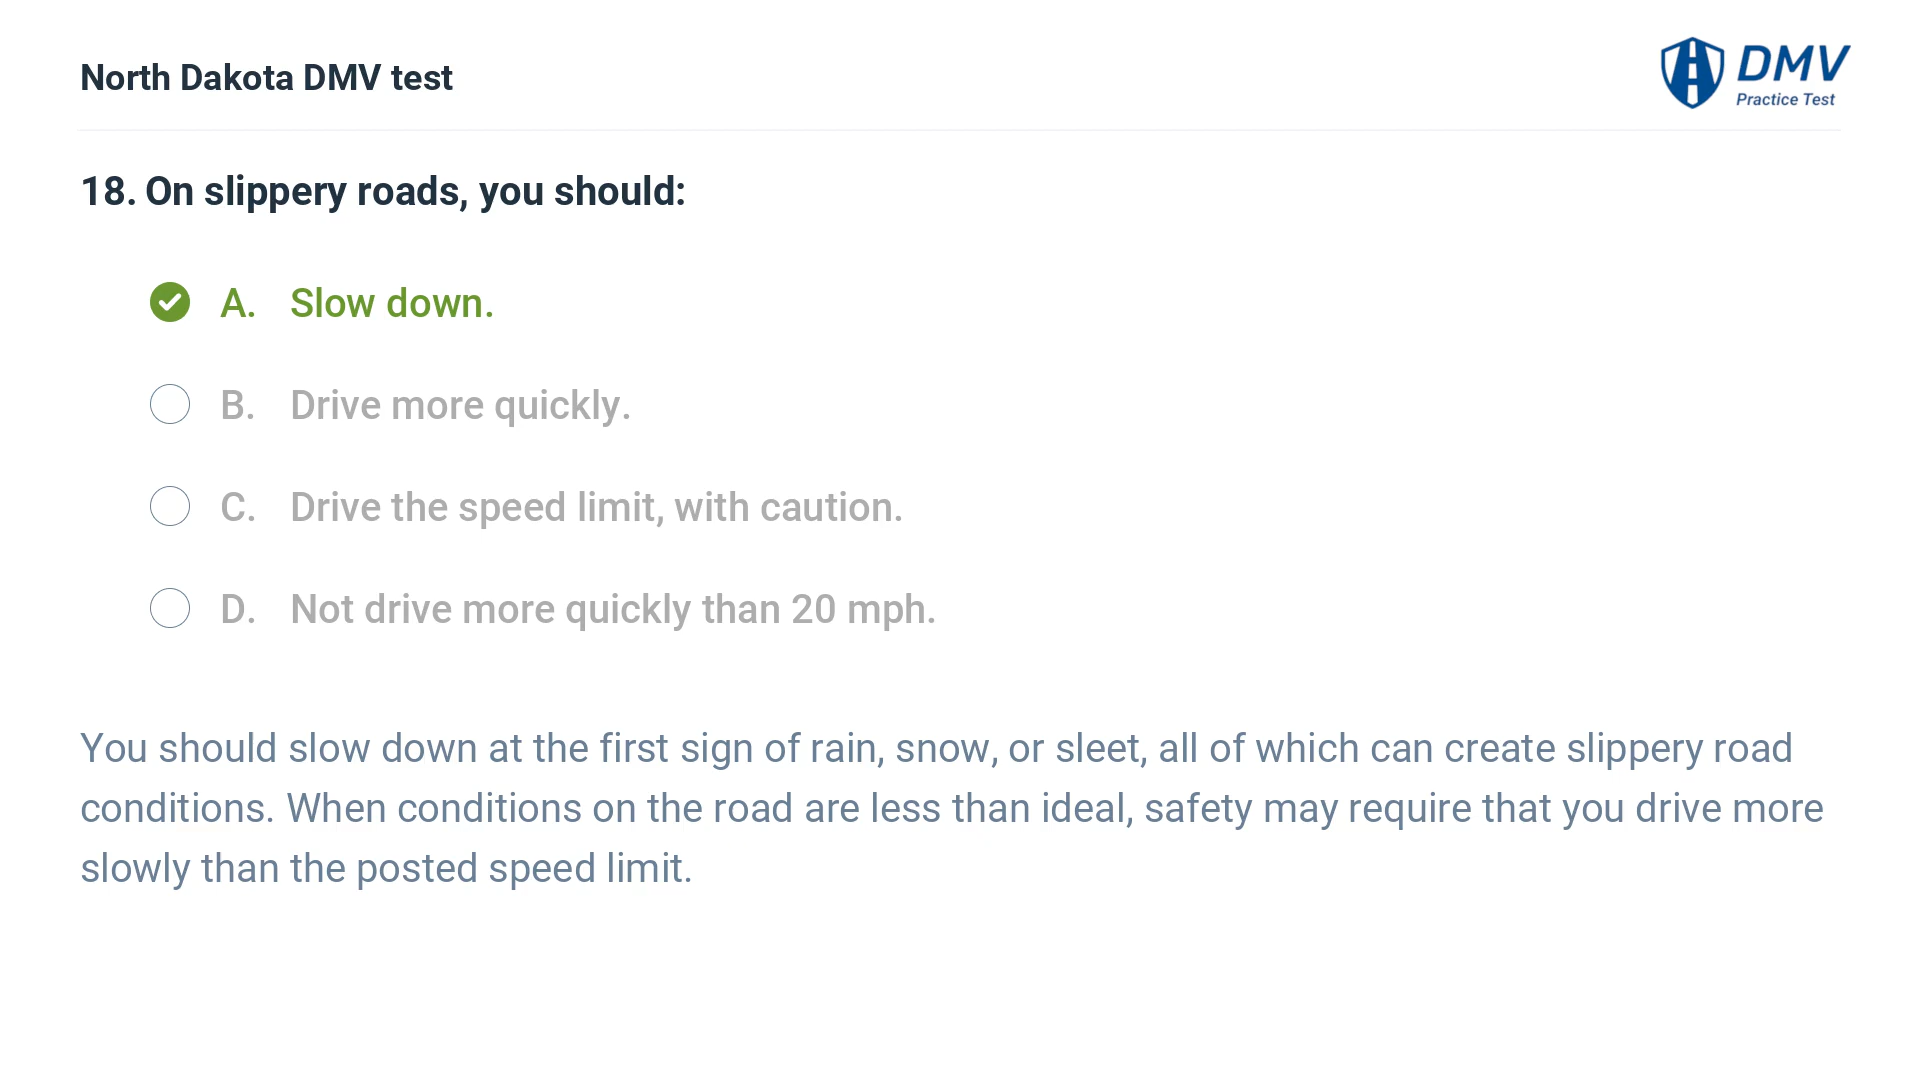 North Dakota DMV test
DMV
Practice Test
18. On slippery roads, you should:
A. Slow down.
B. Drive more quickly.
C. Drive the speed limit, with caution.
D. Not drive more quickly than 20 mph.
You should slow down at the first sign of rain, snow, or sleet, all of which can create slippery road
conditions. When conditions on the road are less than ideal, safety may require that you drive more
slowly than the posted speed limit.